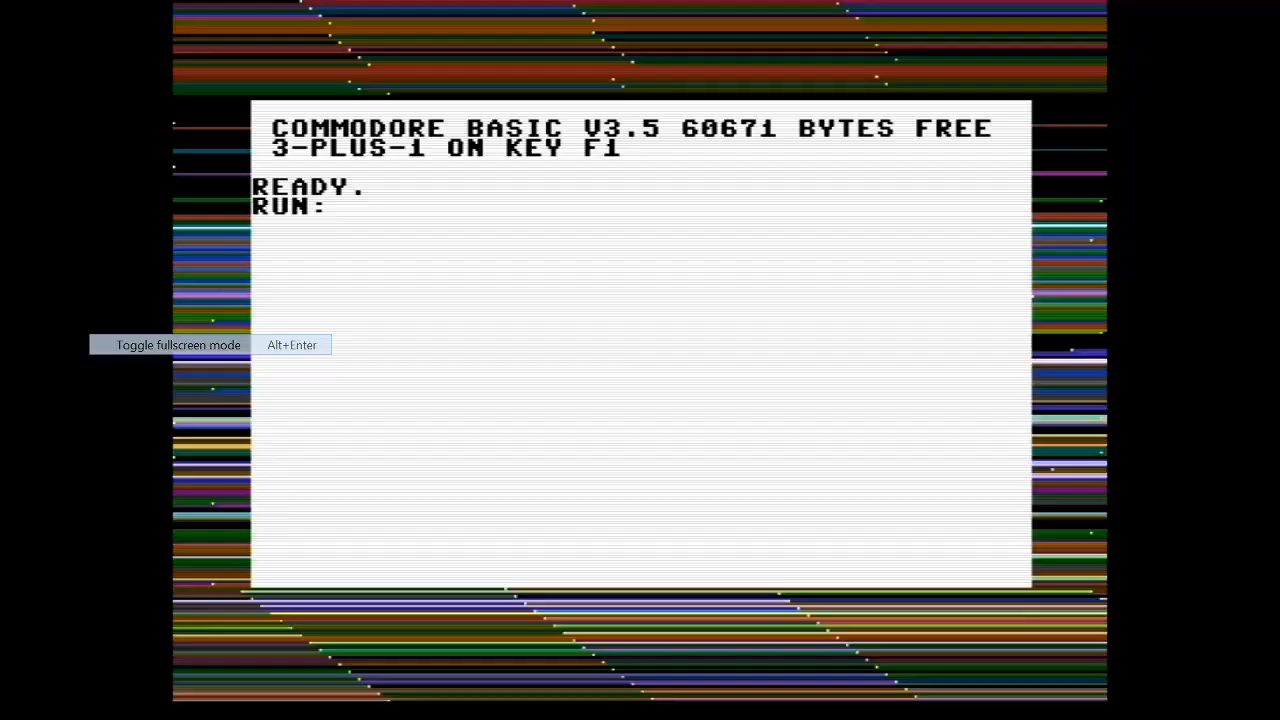 COMMODORE BASIC V3.5 60671 BYTES FREE
3-PLUS-1 ON KEY F1
READY.
RUN:
Toggle fullscreen mode Alt+Enter